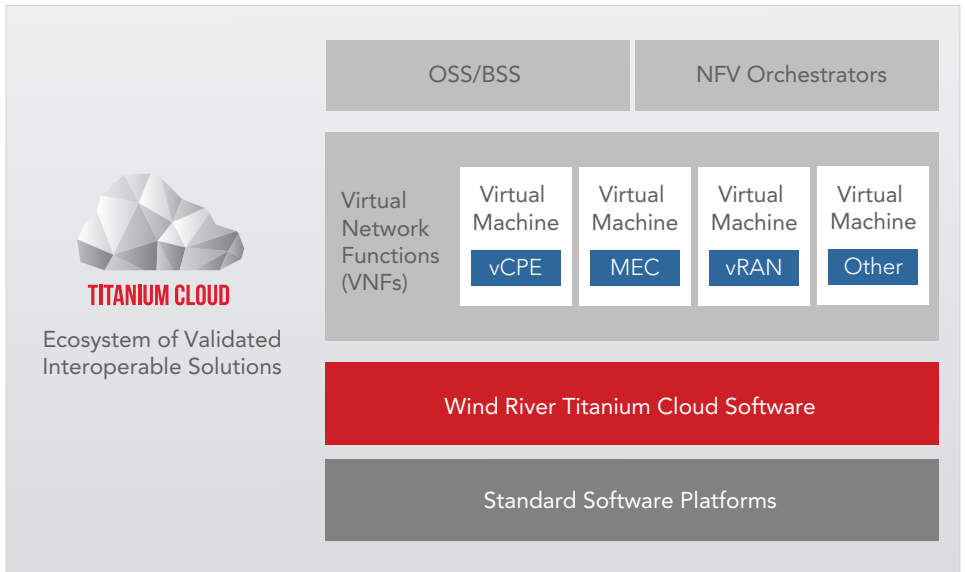 OSS/BSS
NFV Orchestrators
Virtual
Network
Functions
(VNFs)
Virtual
Machine
vCPE
Virtual
Machine
MEC
Virtual
Machine
vRAN
Virtual
Machine
Other
TITANIUM CLOUD
Ecosystem of Validated
Interoperable Solutions
Wind River Titanium Cloud Software
Standard Software Platforms